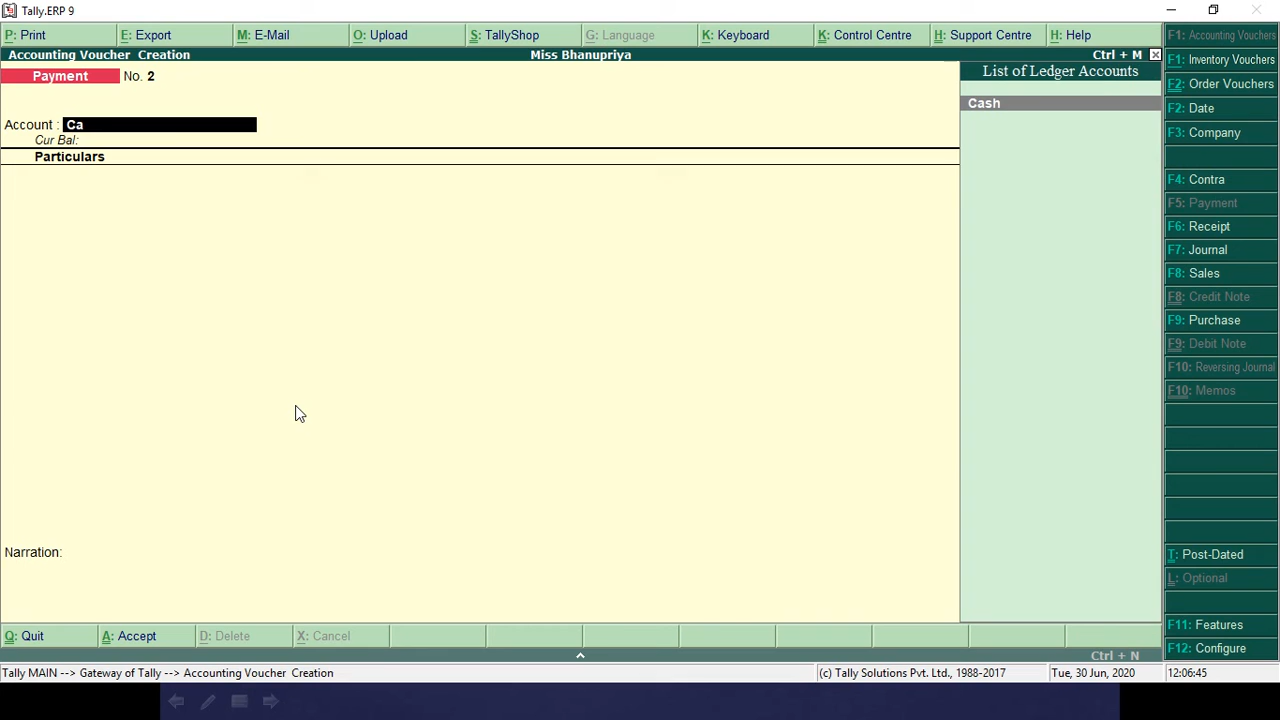 Tally.ERP 9
P: Print E: Export M: E-Mail O: Upload S: TallyShop G: Language K: Keyboard K: Control Centre H: Support Centre H: Help
Accounting Voucher Creation Miss Bhanupriya Ctrl + M
Payment No. 2
Account : Ca
Cur Bal:
Particulars
Narration:
List of Ledger Accounts
Cash
F1: Accounting Vouchers
F1: Inventory Vouchers
F2: Order Vouchers
F2: Date
F3: Company
F4: Contra
F5: Payment
F6: Receipt
F7: Journal
F8: Sales
F8: Credit Note
F9: Purchase
F9: Debit Note
F10: Reversing Journal
F10: Memos
T: Post-Dated
L: Optional
F11: Features
F12: Configure
Q: Quit A: Accept D: Delete X: Cancel
Ctrl + N
Tally MAIN --> Gateway of Tally --> Accounting Voucher Creation (c) Tally Solutions Pvt. Ltd., 1988-2017 Tue, 30 Jun, 2020 12:06:45